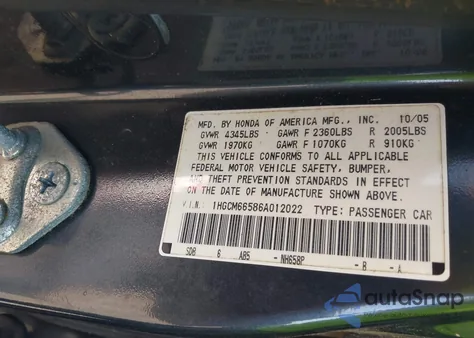 MFD. BY HONDA OF AMERICA MFG., INC. 10/05
GVWR 4345LBS GAWR F 2360LBS R 2005LBS
GVWR 1970KG GAWR F 1070KG R 910KG
THIS VEHICLE CONFORMS TO ALL APPLICABLE
FEDERAL MOTOR VEHICLE SAFETY, BUMPER,
AND THEFT PREVENTION STANDARDS IN EFFECT
ON THE DATE OF MANUFACTURE SHOWN ABOVE.
V.I.N. 1HGCM66586A012022 TYPE: PASSENGER CAR
SDB 6 AB5 - NH658P - B - A
autoSnap